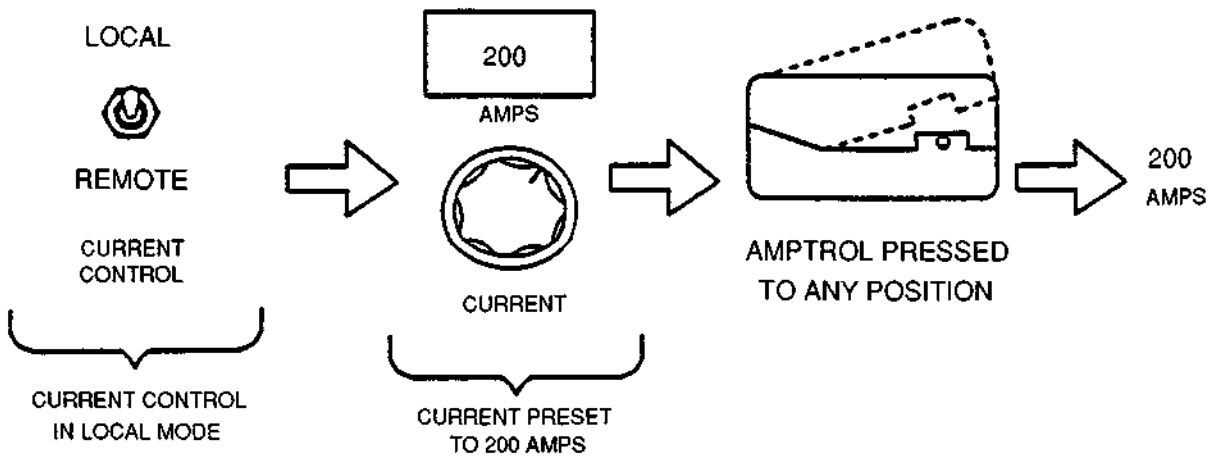 LOCAL
REMOTE
CURRENT
CONTROL
CURRENT CONTROL
IN LOCAL MODE
200
AMPS
CURRENT
CURRENT PRESET
TO 200 AMPS
AMPTROL PRESSED
TO ANY POSITION
200
AMPS